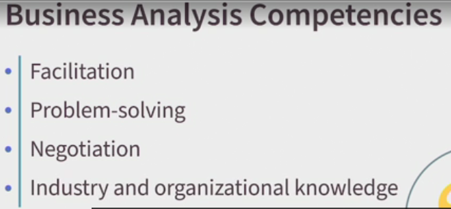 Business Analysis Competencies
• Facilitation
• Problem-solving
• Negotiation
• Industry and organizational knowledge